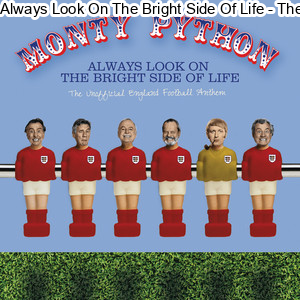 Always Look On The Bright Side Of Life - The
MONTY PYTHON
ALWAYS LOOK ON
THE BRIGHT SIDE OF LIFE
The Unofficial England Football Anthem